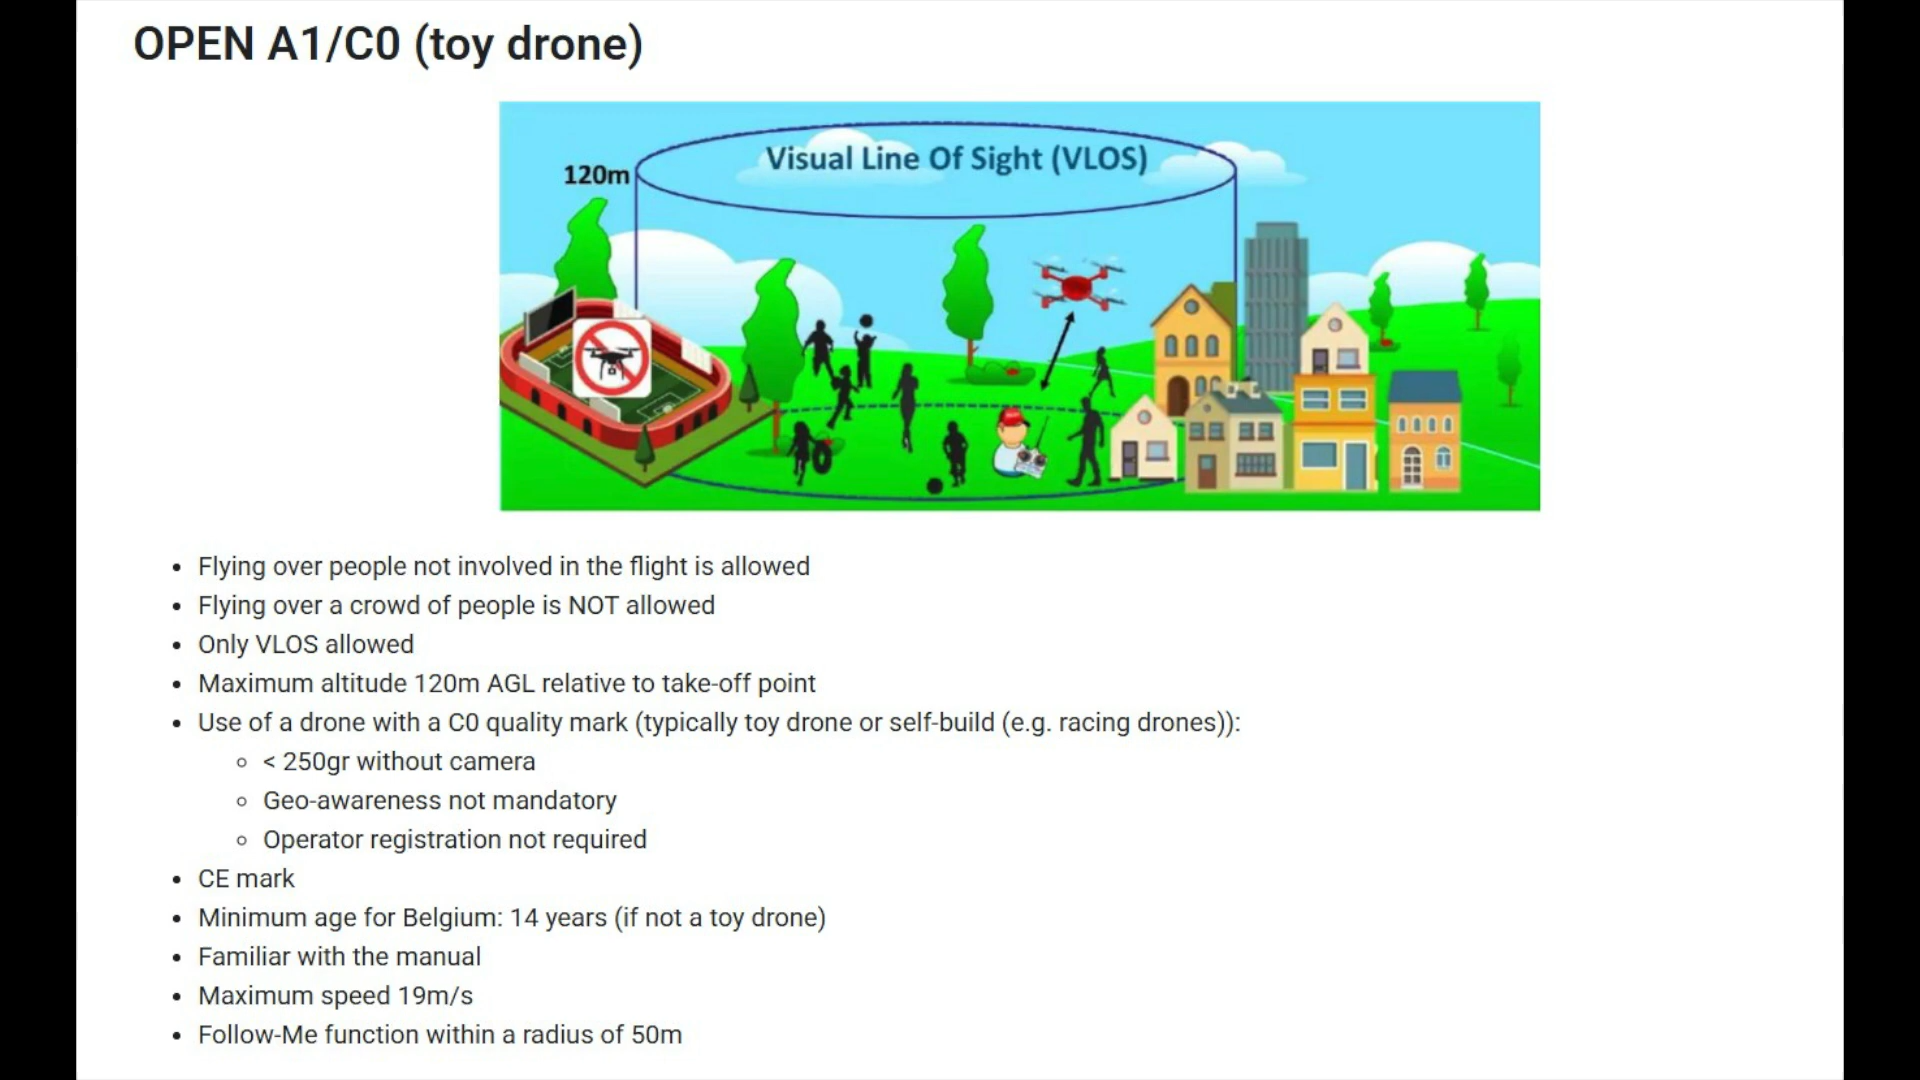 OPEN A1/C0 (toy drone)
Visual Line Of Sight (VLOS)
120m
Flying over people not involved in the flight is allowed
Flying over a crowd of people is NOT allowed
Only VLOS allowed
Maximum altitude 120m AGL relative to take-off point
Use of a drone with a C0 quality mark (typically toy drone or self-build (e.g. racing drones)):
< 250gr without camera
Geo-awareness not mandatory
Operator registration not required
CE mark
Minimum age for Belgium: 14 years (if not a toy drone)
Familiar with the manual
Maximum speed 19m/s
Follow-Me function within a radius of 50m